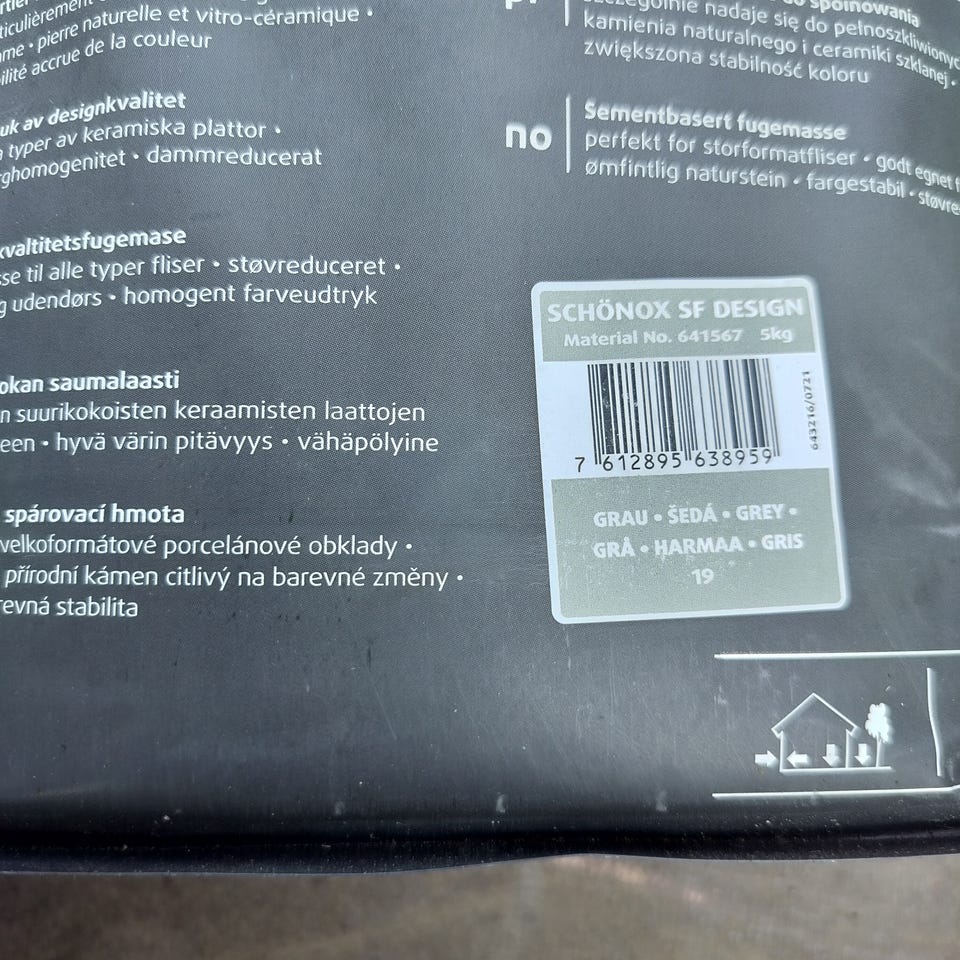 ticulièrement
pierre naturelle et vitro-céramique •
ilité accrue de la couleur
uk av designkvalitet
typer av keramiska plattor •
rghomogenitet • dammreducerat
kvaltitetsfugemase
se til alle typer fliser • støvreduceret •
g udendørs • homogent farveudtryk
okan saumalaasti
n suurikokoisten keraamisten laattojen
een • hyvä värin pitävyys • vähäpölyine
spárovací hmota
velkoformátové porcelánové obklady •
přírodní kámen citlivý na barevné změny •
revná stabilita
pl
do spoinowania
szczególnie nadaje się do pełnoszkliwionyc
kamienia naturalnego i ceramiki szklanej •
zwiększona stabilność koloru
no
Sementbasert fugemasse
perfekt for storformatfliser • godt egnet f
ømfintlig naturstein • fargestabil • støvre
SCHÖNOX SF DESIGN
Material No. 641567 5kg
7 612895 638959
643216/0721
GRAU • ŠEDÁ • GREY •
GRÅ • HARMAA • GRIS
19